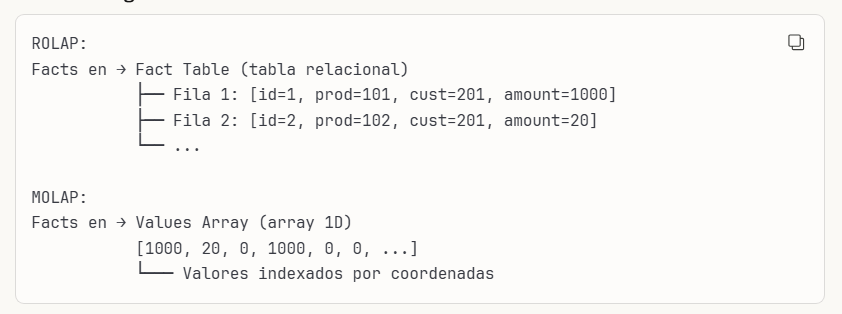 ROLAP:
Facts en → Fact Table (tabla relacional)
           ├── Fila 1: [id=1, prod=101, cust=201, amount=1000]
           ├── Fila 2: [id=2, prod=102, cust=201, amount=20]
           └── ...

MOLAP:
Facts en → Values Array (array 1D)
           [1000, 20, 0, 1000, 0, 0, ...]
           └─── Valores indexados por coordenadas